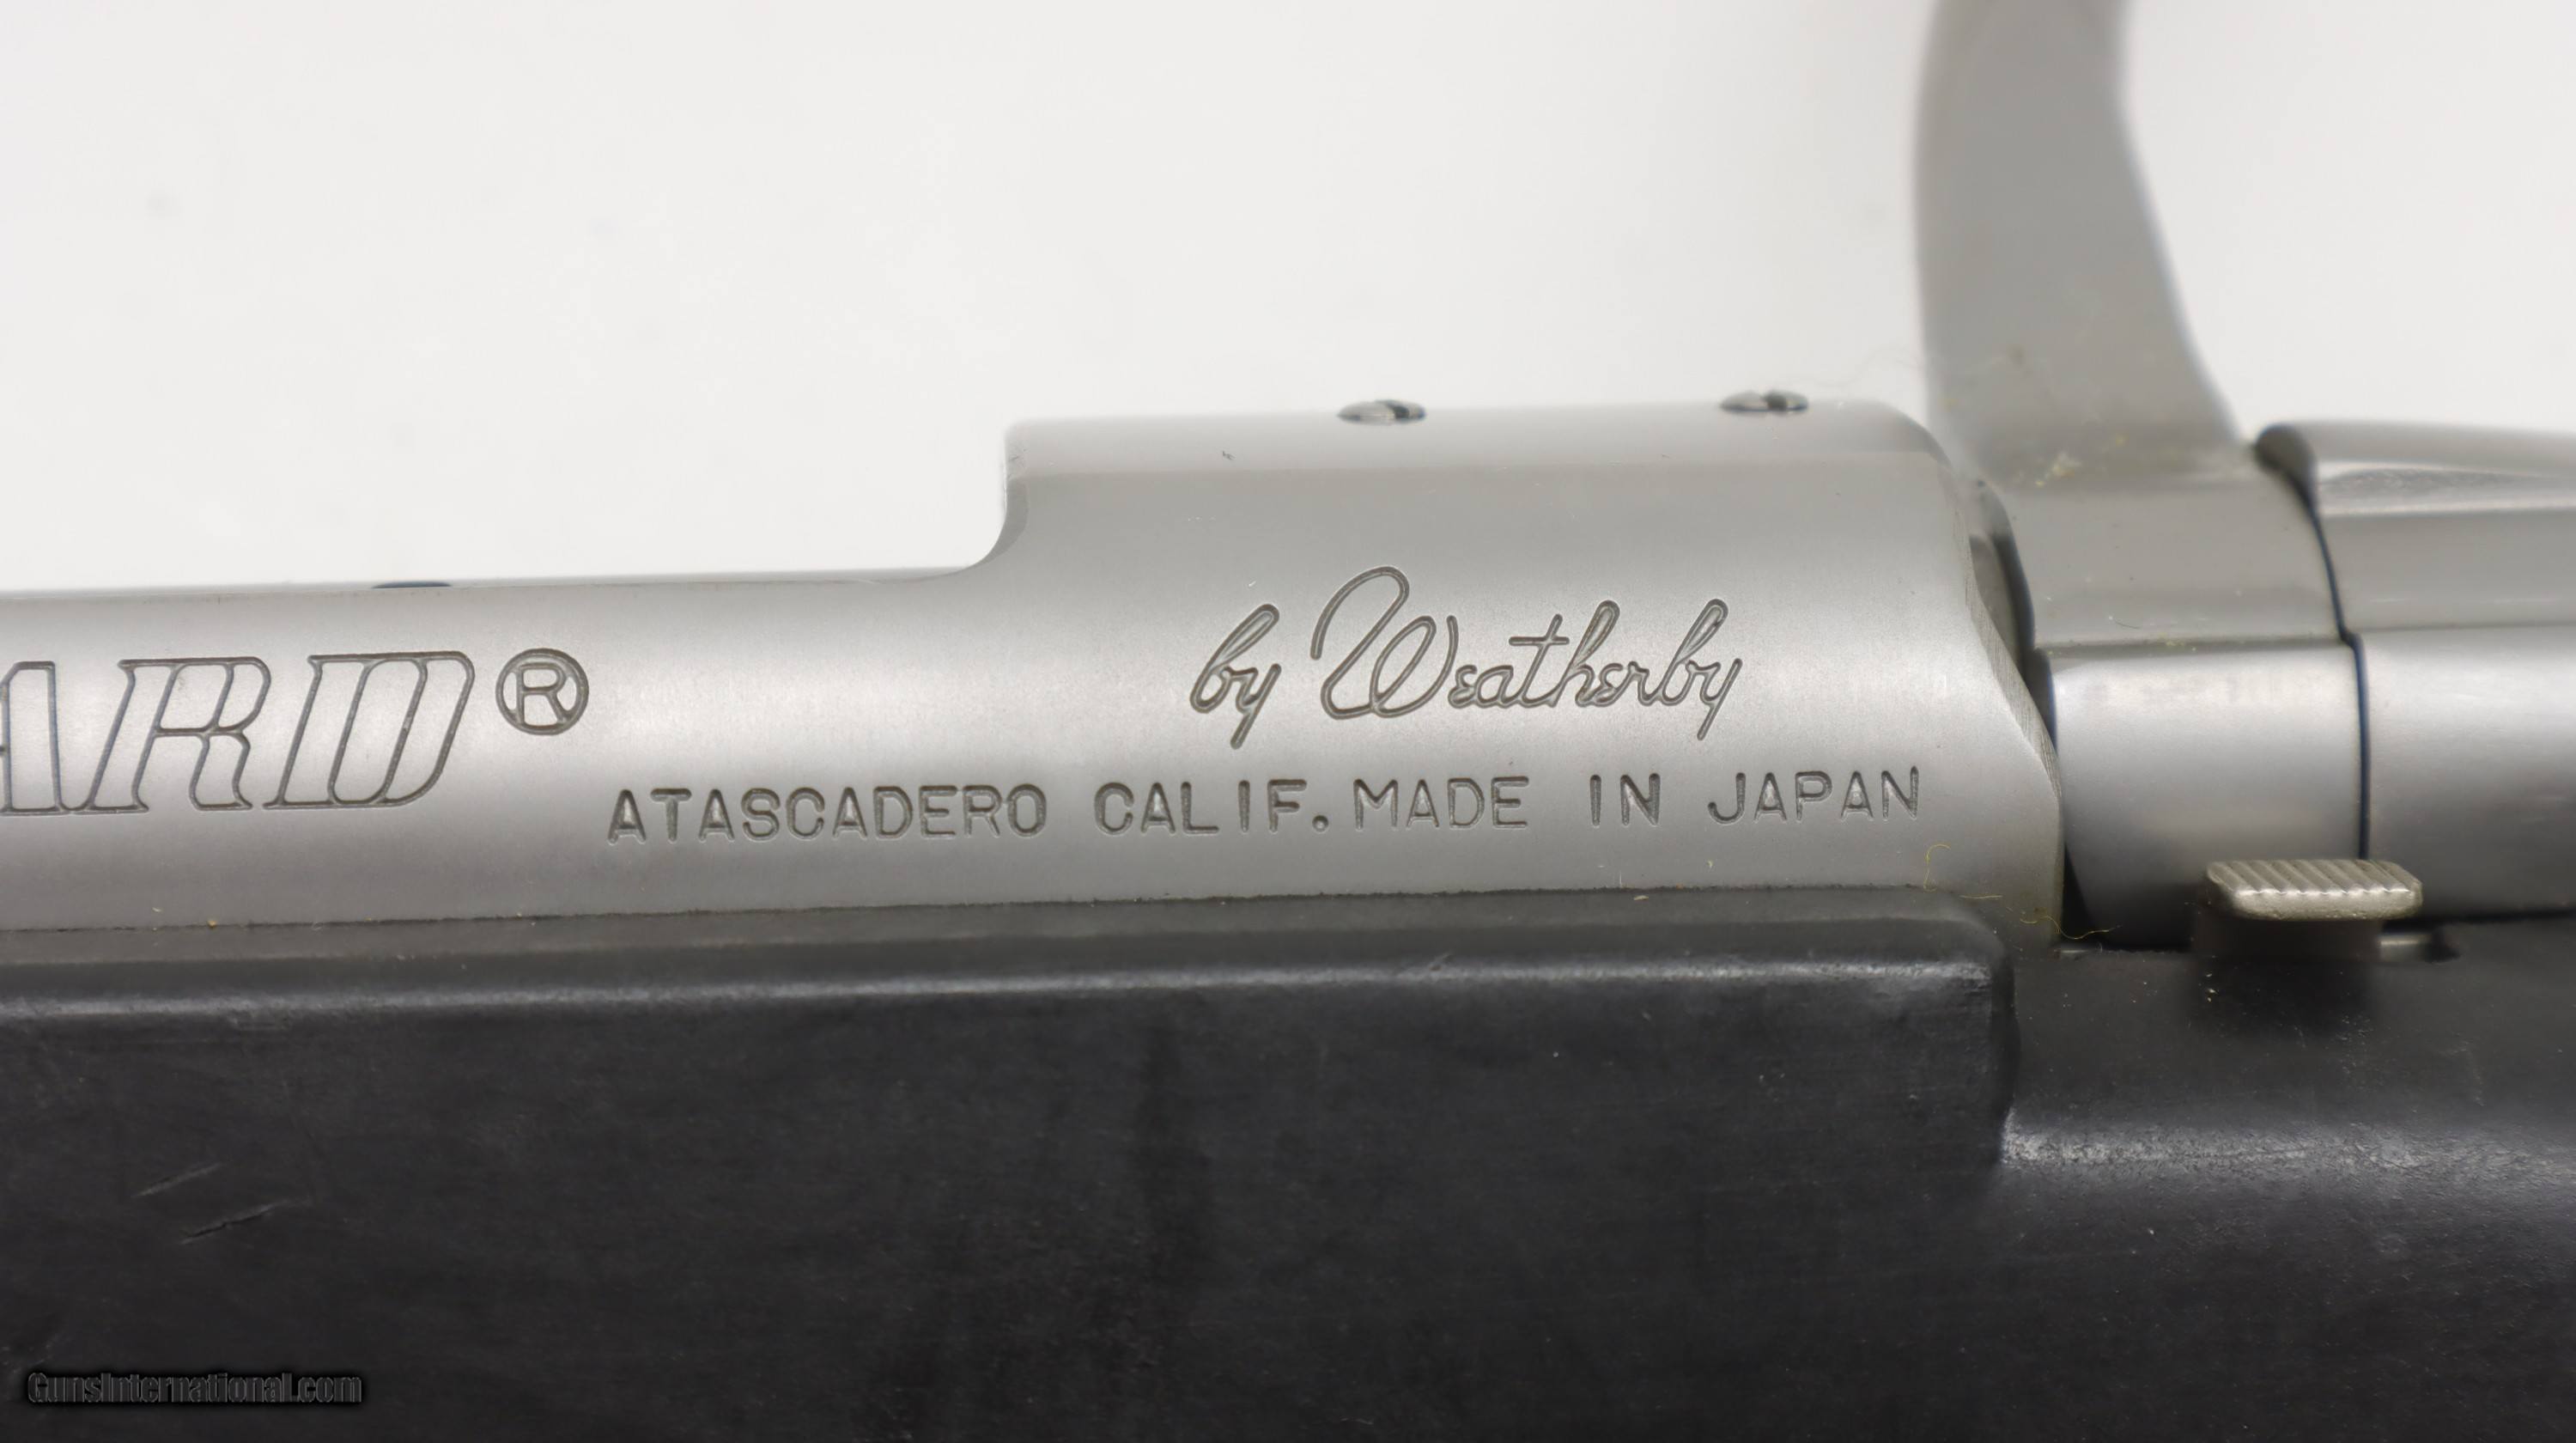 ARD®
by Weatherby
ATASCADERO CALIF. MADE IN JAPAN
GunsInternational.com